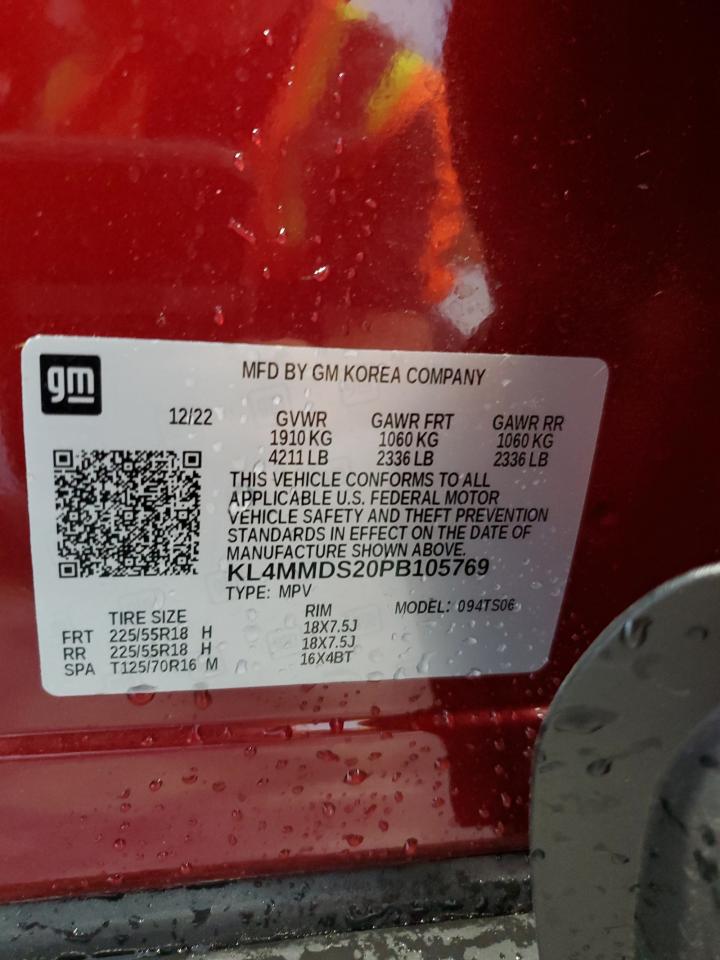 gm
MFD BY GM KOREA COMPANY
12/22 GVWR GAWR FRT GAWR RR
1910 KG 1060 KG 1060 KG
4211 LB 2336 LB 2336 LB
THIS VEHICLE CONFORMS TO ALL
APPLICABLE U.S. FEDERAL MOTOR
VEHICLE SAFETY AND THEFT PREVENTION
STANDARDS IN EFFECT ON THE DATE OF
MANUFACTURE SHOWN ABOVE.
KL4MMDS20PB105769
TYPE: MPV MODEL: 094TS06
TIRE SIZE RIM
FRT 225/55R18 H 18X7.5J
RR 225/55R18 H 18X7.5J
SPA T125/70R16 M 16X4BT